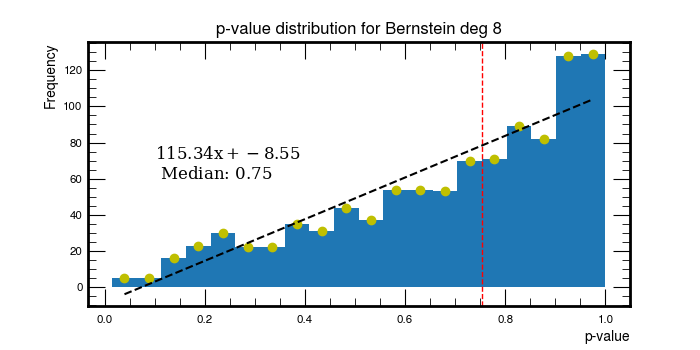 p-value distribution for Bernstein deg 8
Frequency
120
100
80
60
40
20
0
115.34x + −8.55
Median: 0.75
0.0 0.2 0.4 0.6 0.8 1.0
p-value